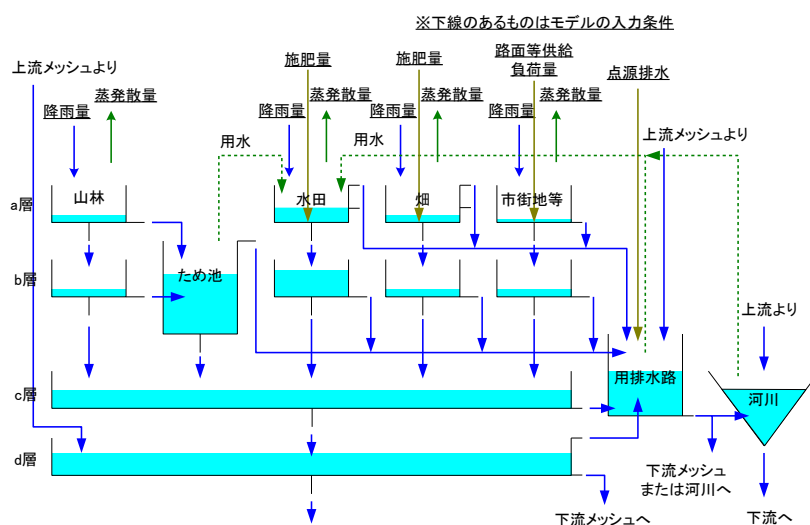 ※下線のあるものはモデルの入力条件
上流メッシュより
施肥量
施肥量
路面等供給
負荷量
点源排水
蒸発散量
蒸発散量
蒸発散量
蒸発散量
降雨量
降雨量
降雨量
降雨量
上流メッシュより
用水
用水
山林
水田
畑
市街地等
a層
ため池
b層
上流より
用排水路
河川
c層
d層
下流メッシュ
または河川へ
下流メッシュへ
下流へ